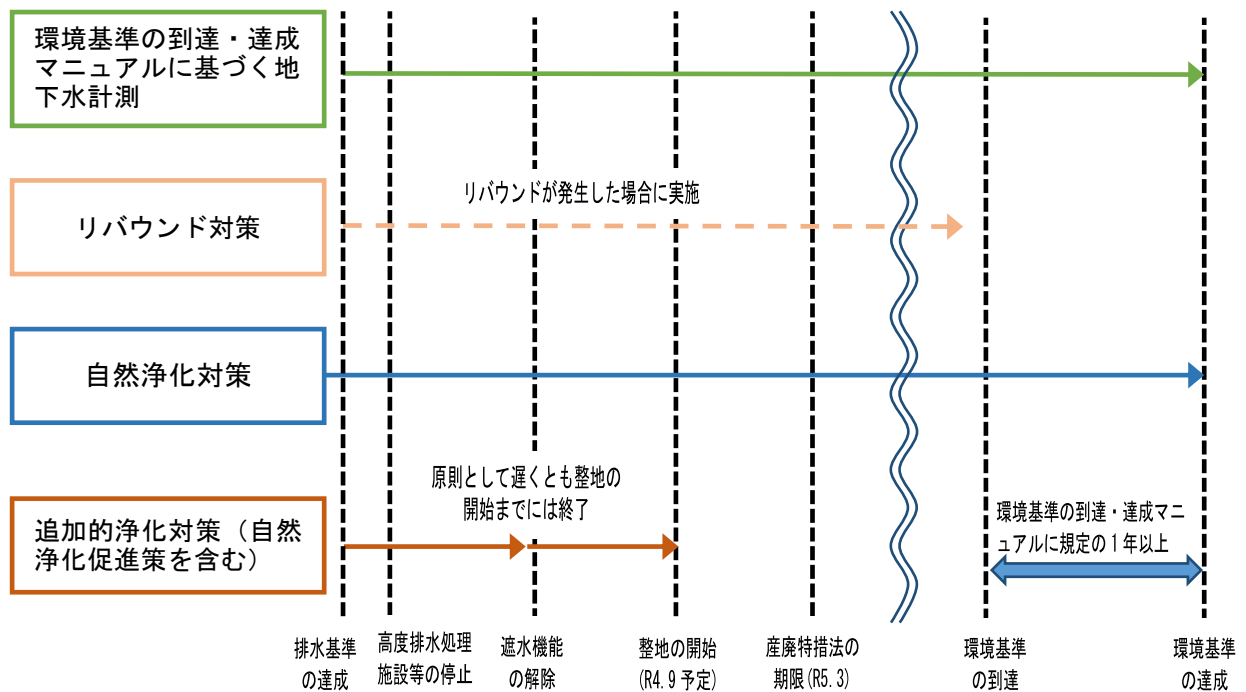 環境基準の到達・達成
マニュアルに基づく地
下水計測
リバウンドが発生した場合に実施
リバウンド対策
自然浄化対策
原則として遅くとも整地の
開始までには終了
追加的浄化対策（自然
浄化促進策を含む）
環境基準の到達・達成マニ
ュアルに規定の1年以上
排水基準
の達成
高度排水処理
施設等の停止
遮水機能
の解除
整地の開始
(R4.9予定)
産廃特措法の
期限(R5.3)
環境基準
の到達
環境基準
の達成